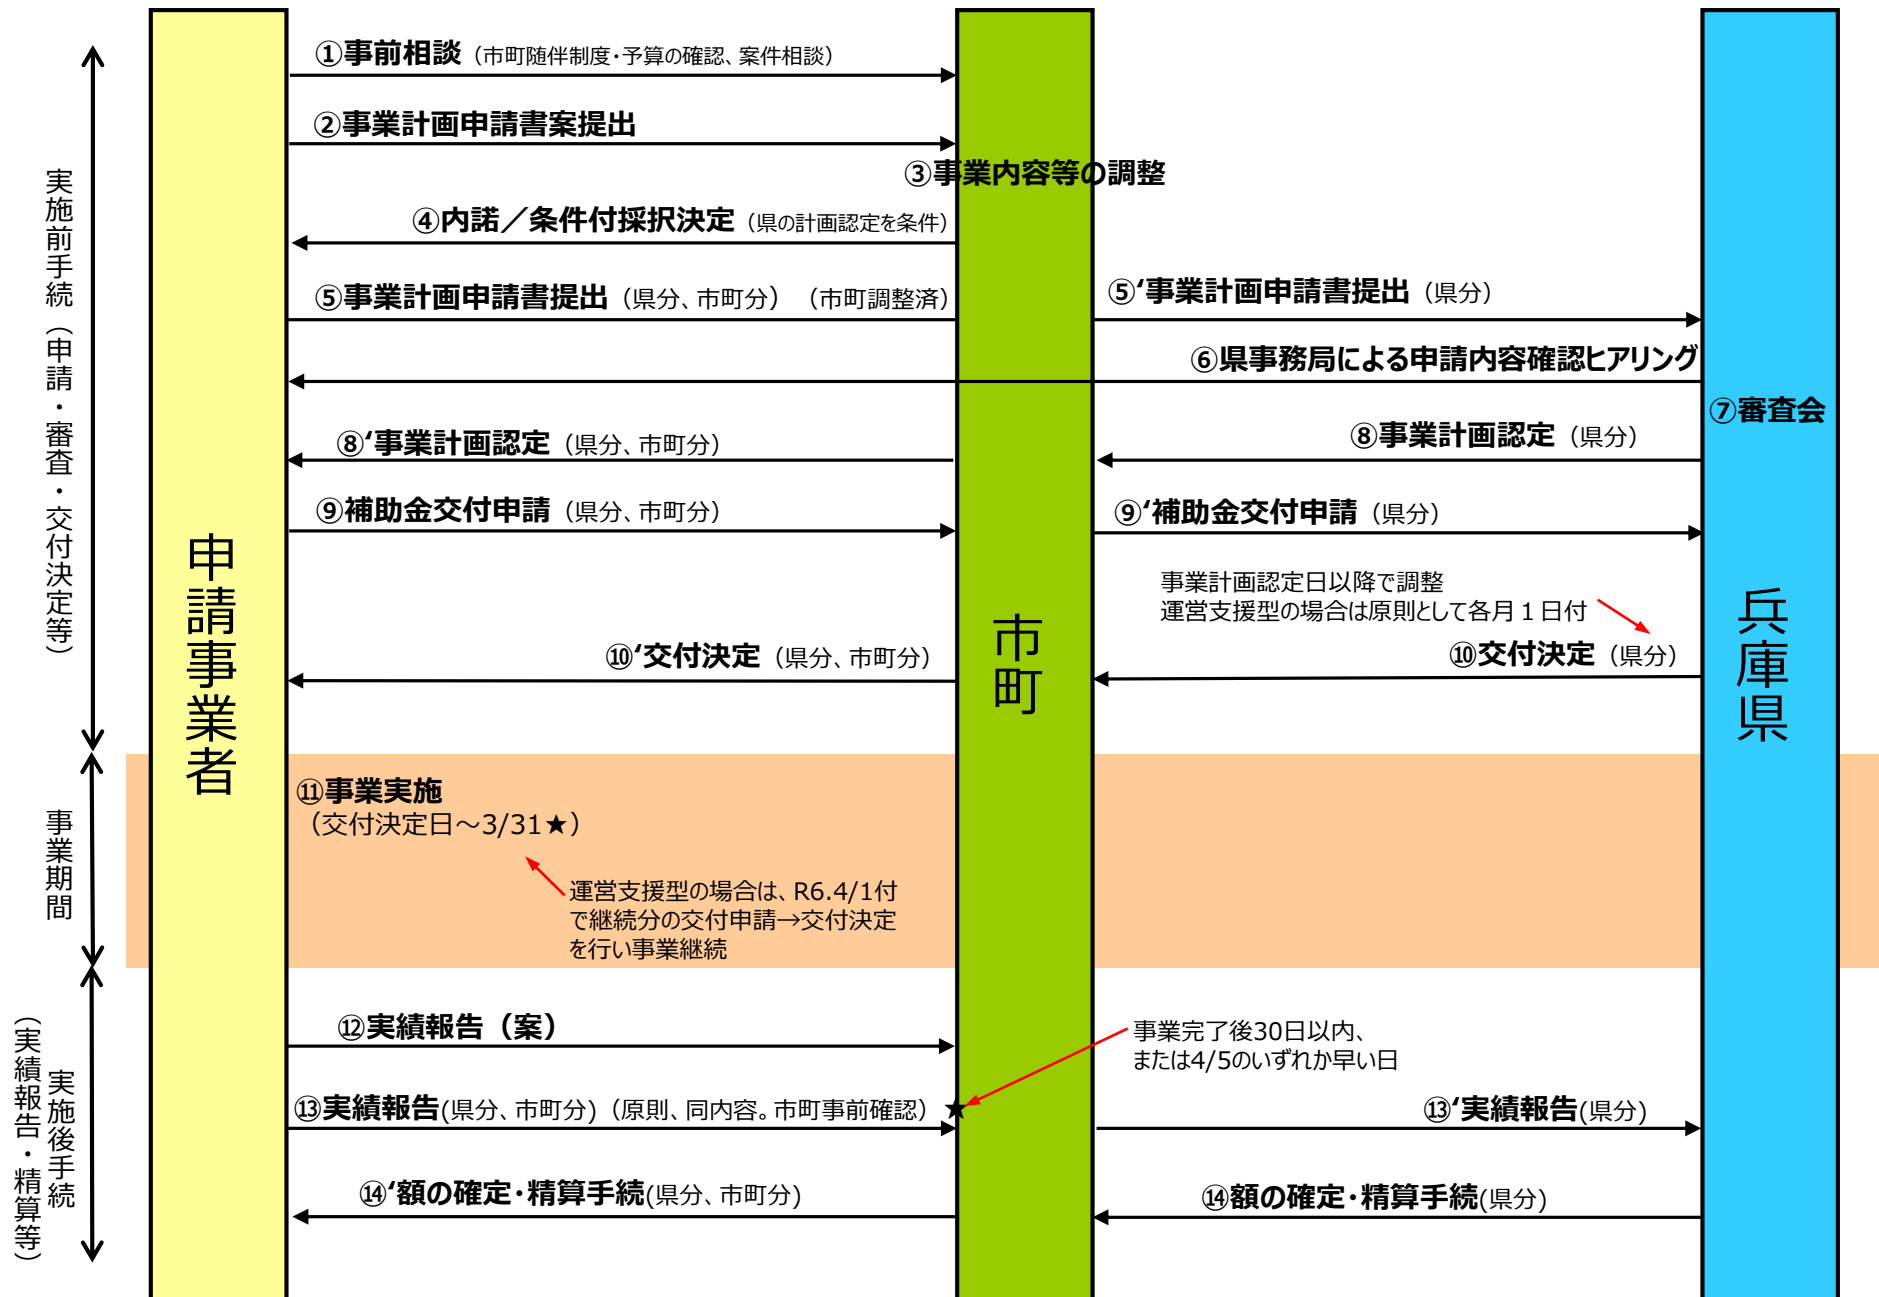 ①事前相談（市町随伴制度・予算の確認、案件相談）
②事業計画申請書案提出
③事業内容等の調整
④内諾／条件付採択決定（県の計画認定を条件）
⑤事業計画申請書提出（県分、市町分）（市町調整済）
⑤‘事業計画申請書提出（県分）
⑥県事務局による申請内容確認ヒアリング
⑦審査会
⑧事業計画認定（県分）
⑧‘事業計画認定（県分、市町分）
⑨補助金交付申請（県分、市町分）
⑨‘補助金交付申請（県分）
事業計画認定日以降で調整
運営支援型の場合は原則として各月１日付
⑩交付決定（県分）
⑩‘交付決定（県分、市町分）
実施前手続（申請・審査・交付決定等）
申請事業者
市町
兵庫県
事業期間
⑪事業実施
（交付決定日～3/31★）
運営支援型の場合は、R6.4/1付
で継続分の交付申請→交付決定
を行い事業継続
実施後手続
（実績報告・精算等）
⑫実績報告（案）
事業完了後30日以内、
または4/5のいずれか早い日
⑬実績報告(県分、市町分)（原則、同内容。市町事前確認）★
⑬‘実績報告(県分)
⑭‘額の確定・精算手続(県分、市町分)
⑭額の確定・精算手続(県分)